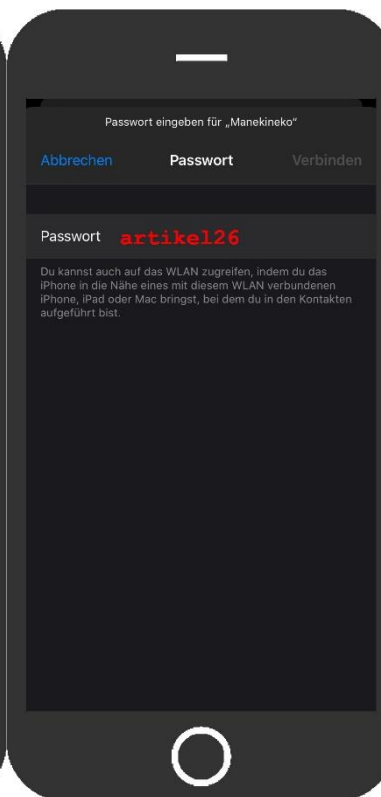 Passwort eingeben für „Manekineko“
Abbrechen Passwort Verbinden
Passwort artikel26
Du kannst auch auf das WLAN zugreifen, indem du das
iPhone in die Nähe eines mit diesem WLAN verbundenen
iPhone, iPad oder Mac bringst, bei dem du in den Kontakten
aufgeführt bist.